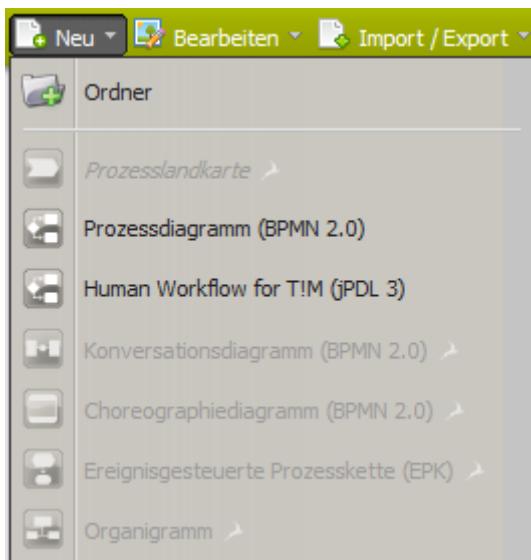 Neu Bearbeiten Import / Export
Ordner
Prozesslandkarte
Prozessdiagramm (BPMN 2.0)
Human Workflow for T!M (jPDL 3)
Konversationsdiagramm (BPMN 2.0)
Choreographiediagramm (BPMN 2.0)
Ereignisgesteuerte Prozesskette (EPK)
Organigramm